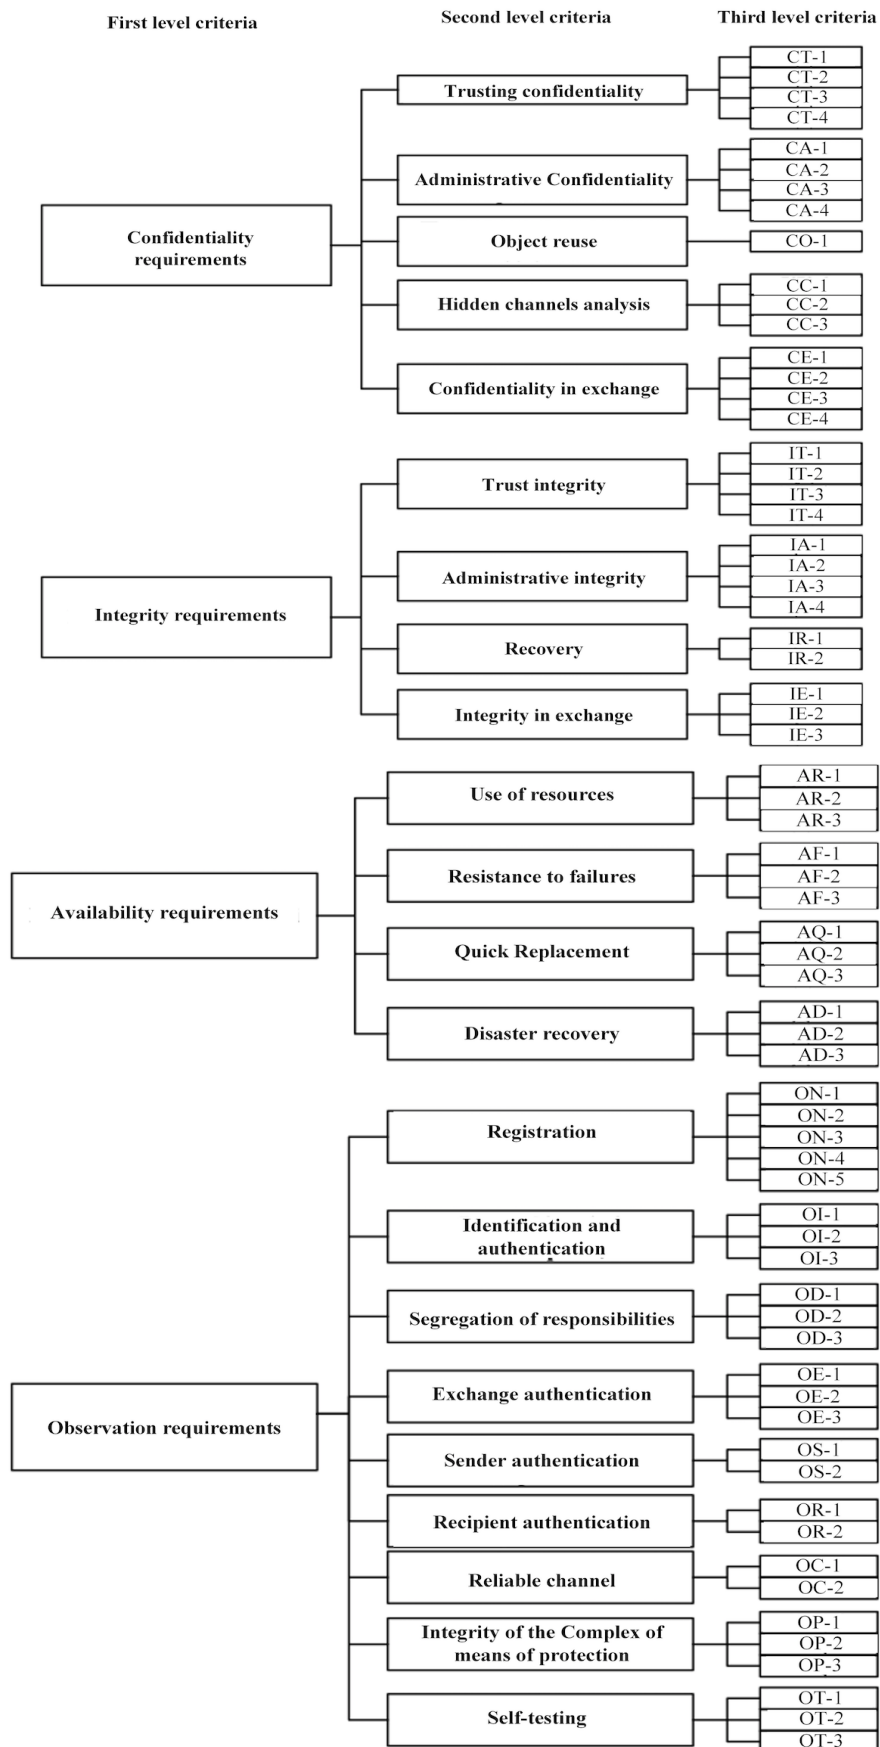 First level criteria
Second level criteria
Third level criteria
Confidentiality
requirements
Trusting confidentiality
CT-1
CT-2
CT-3
CT-4
Administrative Confidentiality
CA-1
CA-2
CA-3
CA-4
Object reuse
CO-1
Hidden channels analysis
CC-1
CC-2
CC-3
Confidentiality in exchange
CE-1
CE-2
CE-3
CE-4
Integrity requirements
Trust integrity
IT-1
IT-2
IT-3
IT-4
Administrative integrity
IA-1
IA-2
IA-3
IA-4
Recovery
IR-1
IR-2
Integrity in exchange
IE-1
IE-2
IE-3
Availability requirements
Use of resources
AR-1
AR-2
AR-3
Resistance to failures
AF-1
AF-2
AF-3
Quick Replacement
AQ-1
AQ-2
AQ-3
Disaster recovery
AD-1
AD-2
AD-3
Observation requirements
Registration
ON-1
ON-2
ON-3
ON-4
ON-5
Identification and
authentication
OI-1
OI-2
OI-3
Segregation of responsibilities
OD-1
OD-2
OD-3
Exchange authentication
OE-1
OE-2
OE-3
Sender authentication
OS-1
OS-2
Recipient authentication
OR-1
OR-2
Reliable channel
OC-1
OC-2
Integrity of the Complex of
means of protection
OP-1
OP-2
OP-3
Self-testing
OT-1
OT-2
OT-3